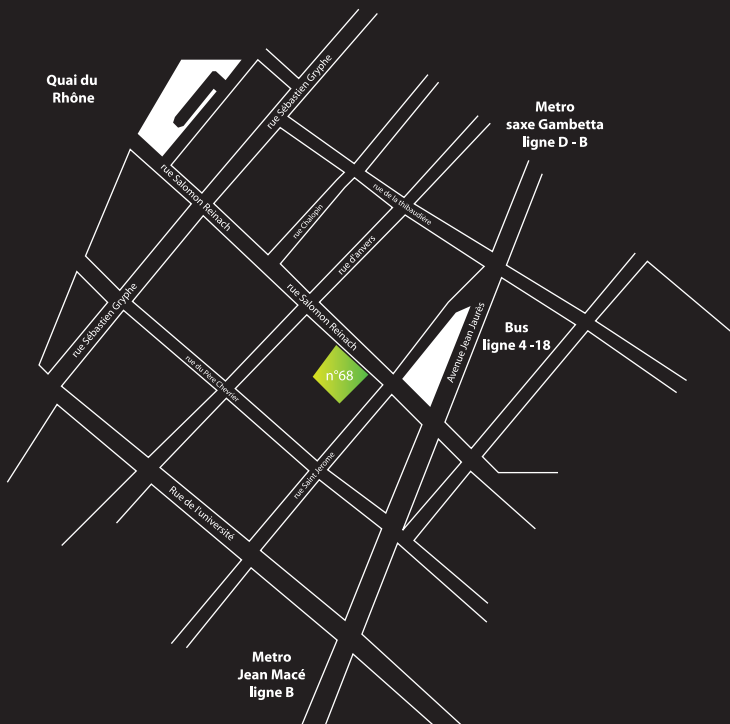 Quai du
Rhône
rue Sébastien Gryphe
Metro
saxe Gambetta
ligne D - B
rue Salomon Reinach
rue de la thibaudière
rue Chalopin
rue d'anvers
rue Sébastien Gryphe
rue Salomon Reinach
Avenue Jean Jaurés
Bus
ligne 4 -18
rue du Père Chevrier
n°68
rue Saint Jerome
Rue de l'université
Metro
Jean Macé
ligne B